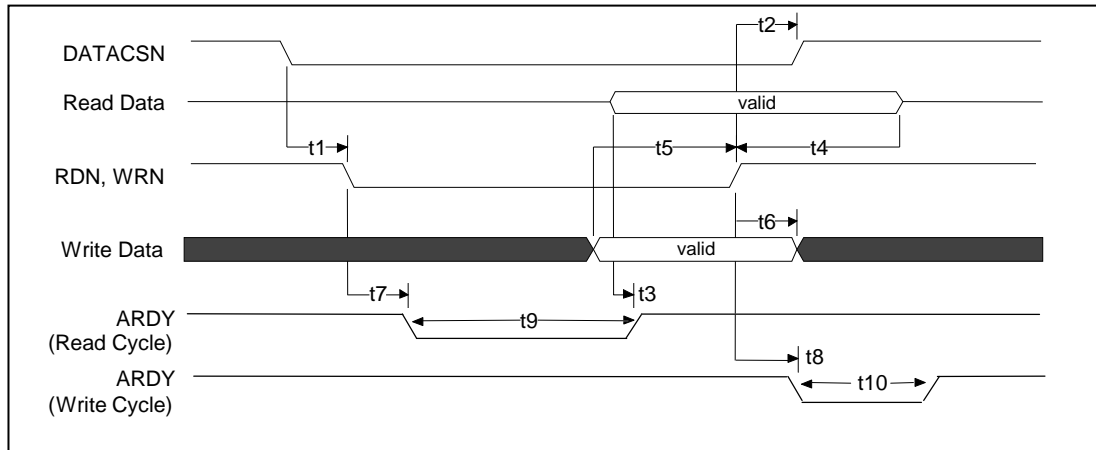 t2
DATACSN
Read Data
valid
t1
t5
t4
RDN, WRN
t6
Write Data
valid
t7
t3
ARDY
t9
(Read Cycle)
t8
ARDY
t10
(Write Cycle)